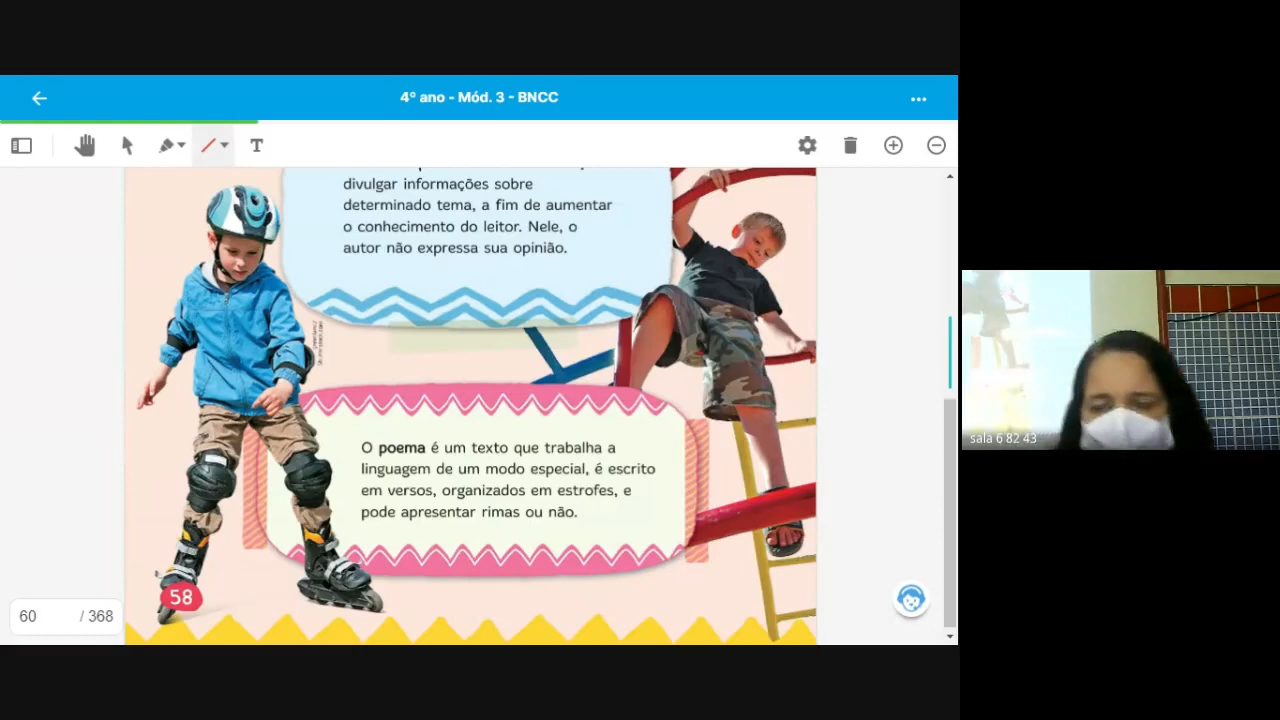 4º ano - Mód. 3 - BNCC
T
divulgar informações sobre
determinado tema, a fim de aumentar
o conhecimento do leitor. Nele, o
autor não expressa sua opinião.
O poema é um texto que trabalha a
linguagem de um modo especial, é escrito
em versos, organizados em estrofes, e
pode apresentar rimas ou não.
58
60 / 368
sala 6 82 43